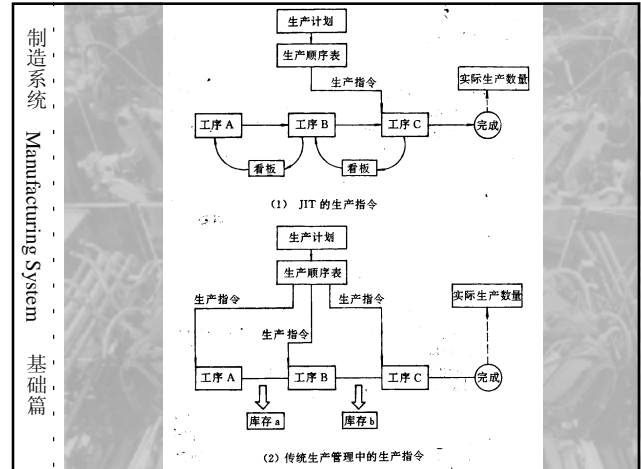 制造系统 Manufacturing System 基础篇
生产计划
生产顺序表
生产指令
实际生产数量
工序 A
工序 B
工序 C
完成
看板
看板
(1) JIT 的生产指令
生产计划
生产顺序表
生产指令
生产指令
生产指令
实际生产数量
工序 A
工序 B
工序 C
完成
库存 a
库存 b
(2) 传统生产管理中的生产指令